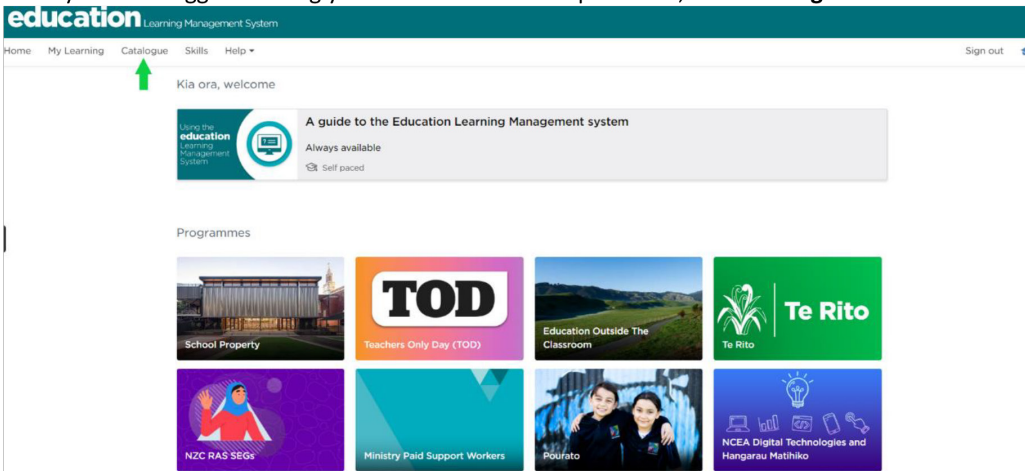 education Learning Management System
Home My Learning Catalogue Skills Help Sign out
Kia ora, welcome
Using the
education
Learning
Management
System
A guide to the Education Learning Management system
Always available
Self paced
Programmes
School Property
TOD
Teachers Only Day (TOD)
Education Outside The
Classroom
Te Rito
Te Rito
NZC RAS SEGs
Ministry Paid Support Workers
Pourato
NCEA Digital Technologies and
Hangarau Matihiko